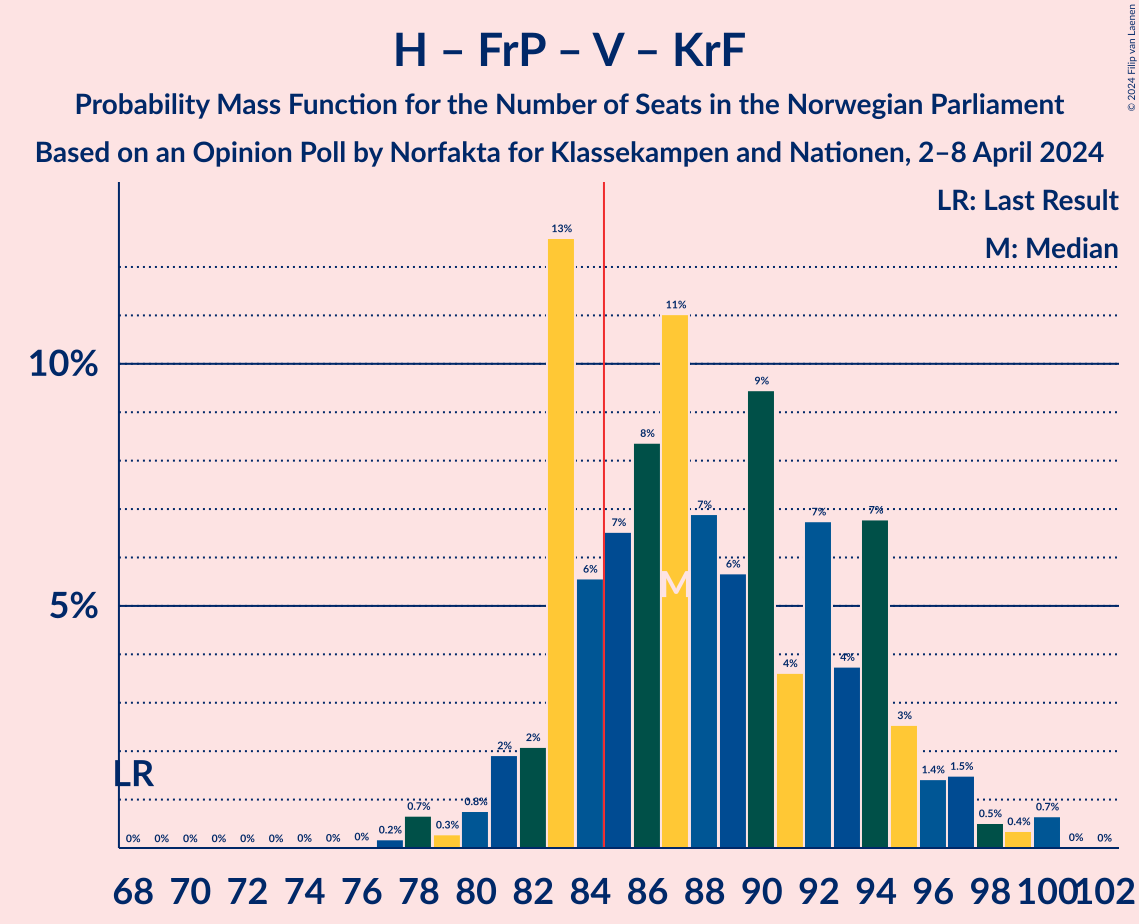 H – FrP – V – KrF
Probability Mass Function for the Number of Seats in the Norwegian Parliament
Based on an Opinion Poll by Norfakta for Klassekampen and Nationen, 2–8 April 2024
© 2024 Filip van Laenen
LR: Last Result
M: Median
10%
5%
LR
M
0% 0% 0% 0% 0% 0% 0% 0% 0% 0.2% 0.7% 0.3% 0.8% 2% 2% 13% 6% 7% 8% 11% 7% 6% 9% 4% 7% 4% 7% 3% 1.4% 1.5% 0.5% 0.4% 0.7% 0% 0%
68 70 72 74 76 78 80 82 84 86 88 90 92 94 96 98 100 102